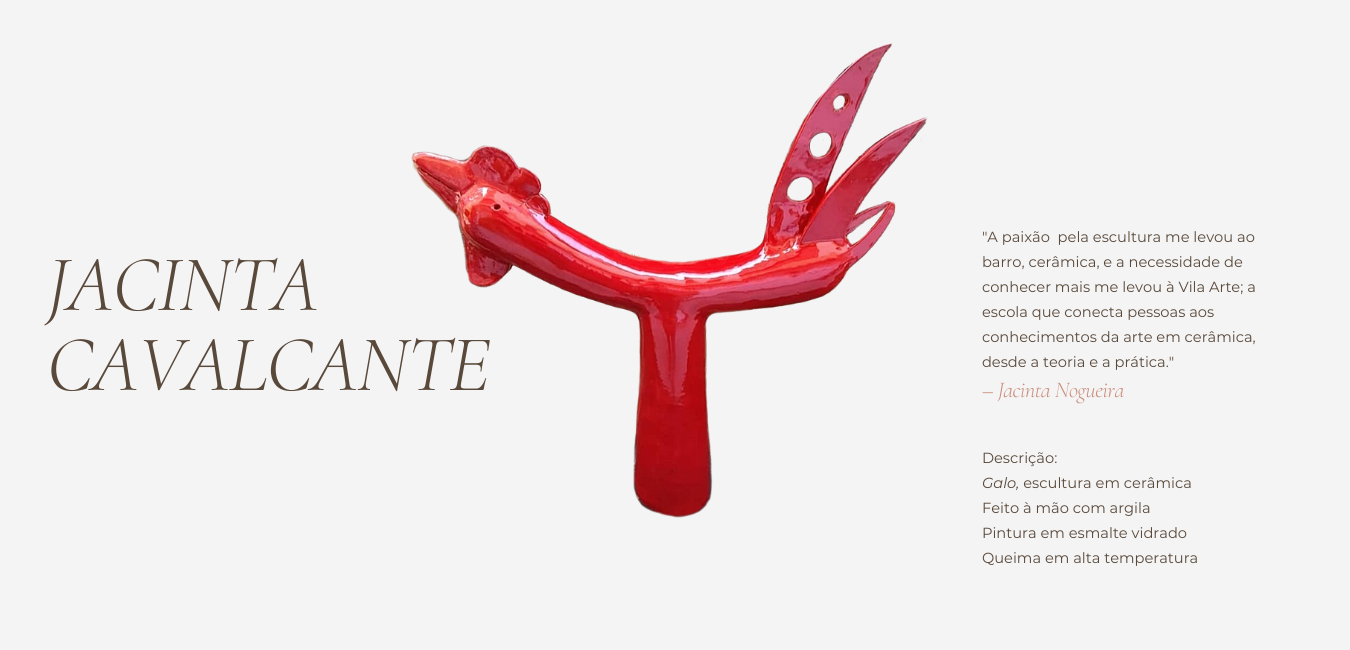 JACINTA
CAVALCANTE
"A paixão  pela escultura me levou ao
barro, cerâmica, e a necessidade de
conhecer mais me levou à Vila Arte; a
escola que conecta pessoas aos
conhecimentos da arte em cerâmica,
desde a teoria e a prática."
– Jacinta Nogueira
Descrição:
Galo, escultura em cerâmica
Feito à mão com argila
Pintura em esmalte vidrado
Queima em alta temperatura